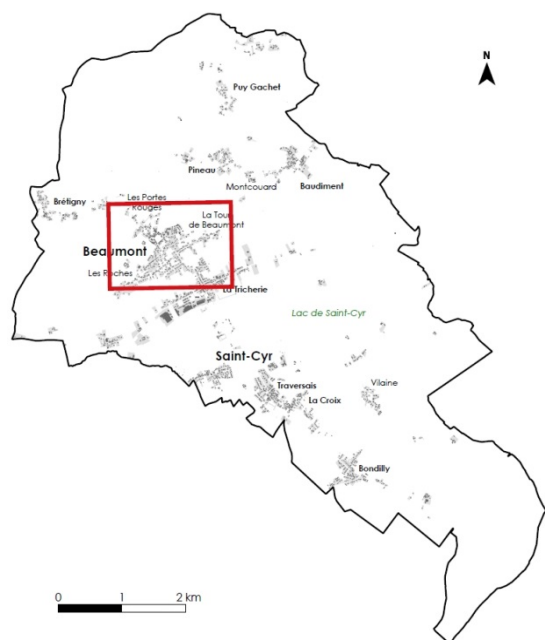 N
Puy Gachet
Pineau
Montcouard
Baudiment
Brétigny
Les Portes
Rouges
La Tour
de Beaumont
Beaumont
Les Roches
La Tricherie
Lac de Saint-Cyr
Saint-Cyr
Traversais
La Croix
Vilaine
Bondilly
0 1 2 km